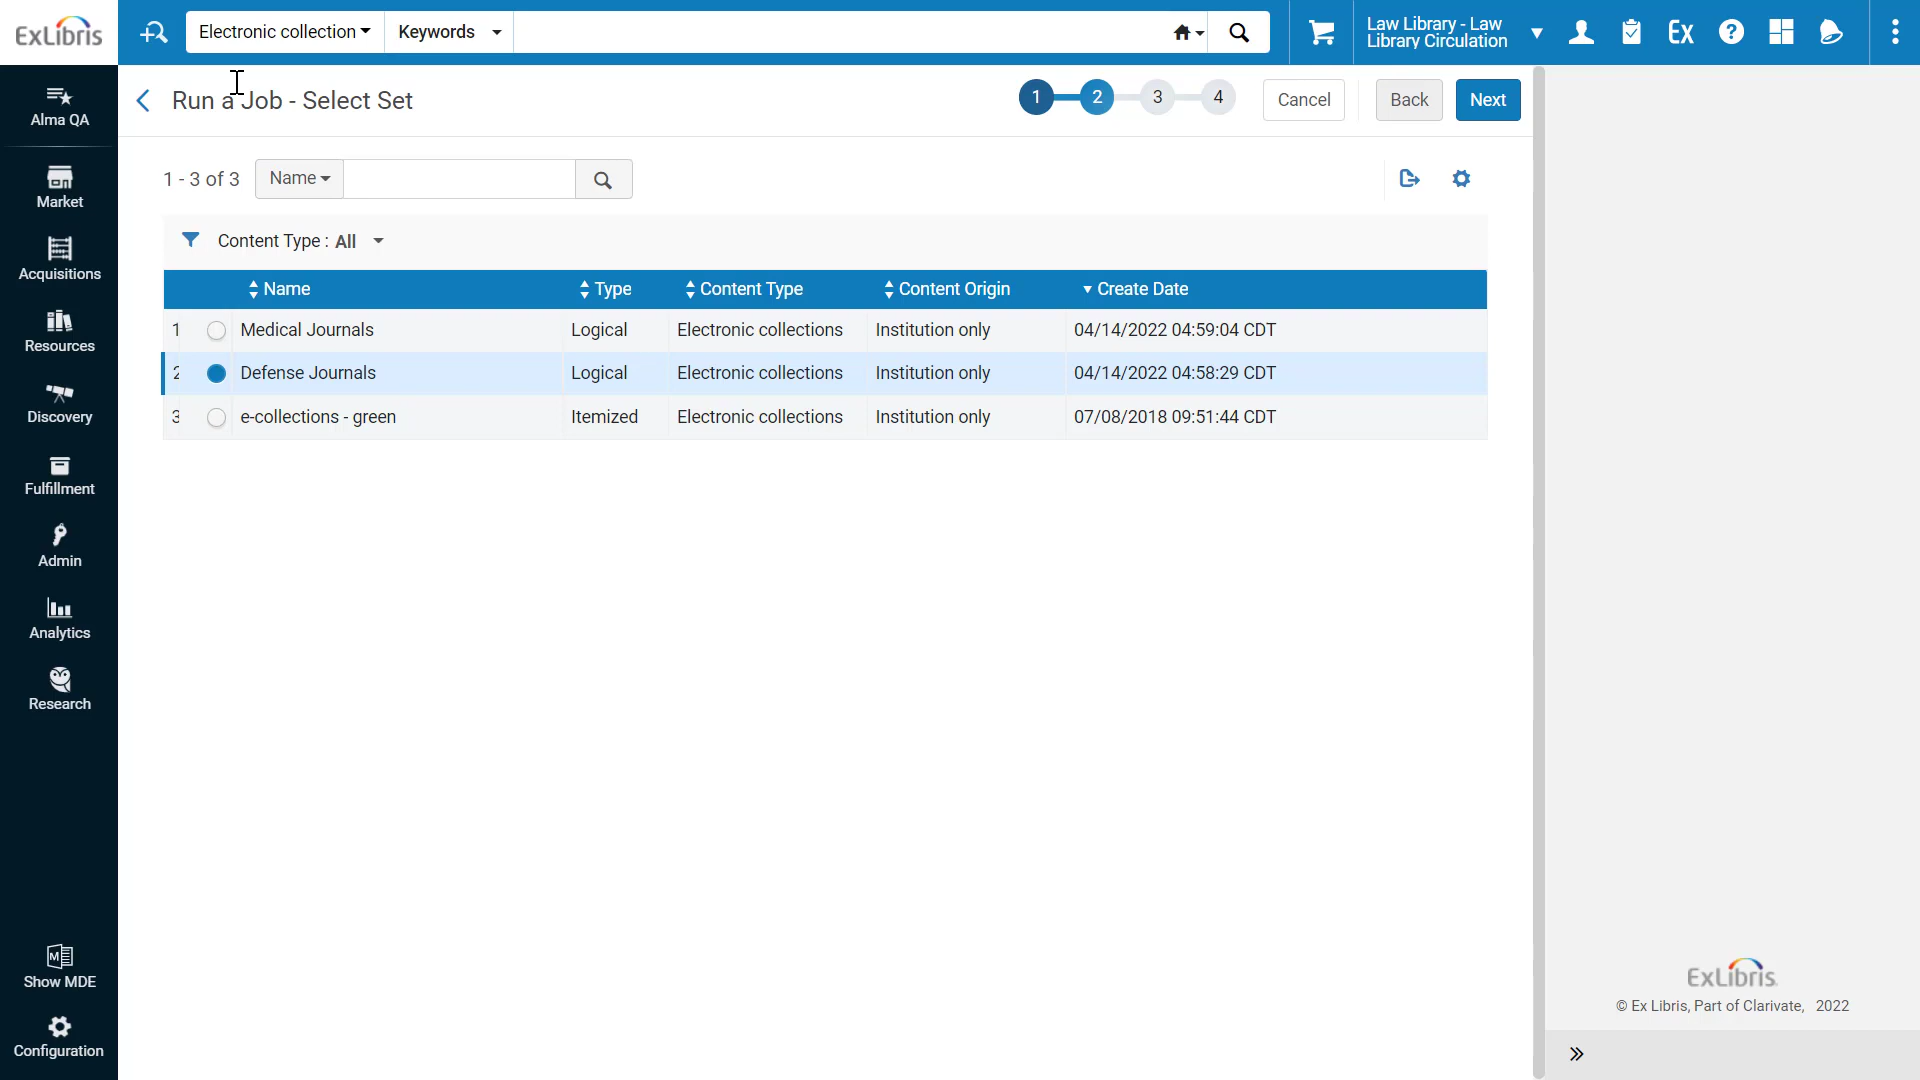 ExLibris
Electronic collection
Keywords
Law Library - Law
Library Circulation
Ex
?
Run a Job - Select Set
1
2
3
4
Cancel
Back
Next
Alma QA
Market
Acquisitions
Resources
Discovery
Fulfillment
Admin
Analytics
Research
Show MDE
Configuration
1 - 3 of 3
Name
Content Type : All
Name Type Content Type Content Origin Create Date
1 Medical Journals Logical Electronic collections Institution only 04/14/2022 04:59:04 CDT
2 Defense Journals Logical Electronic collections Institution only 04/14/2022 04:58:29 CDT
3 e-collections - green Itemized Electronic collections Institution only 07/08/2018 09:51:44 CDT
ExLibris
© Ex Libris, Part of Clarivate, 2022